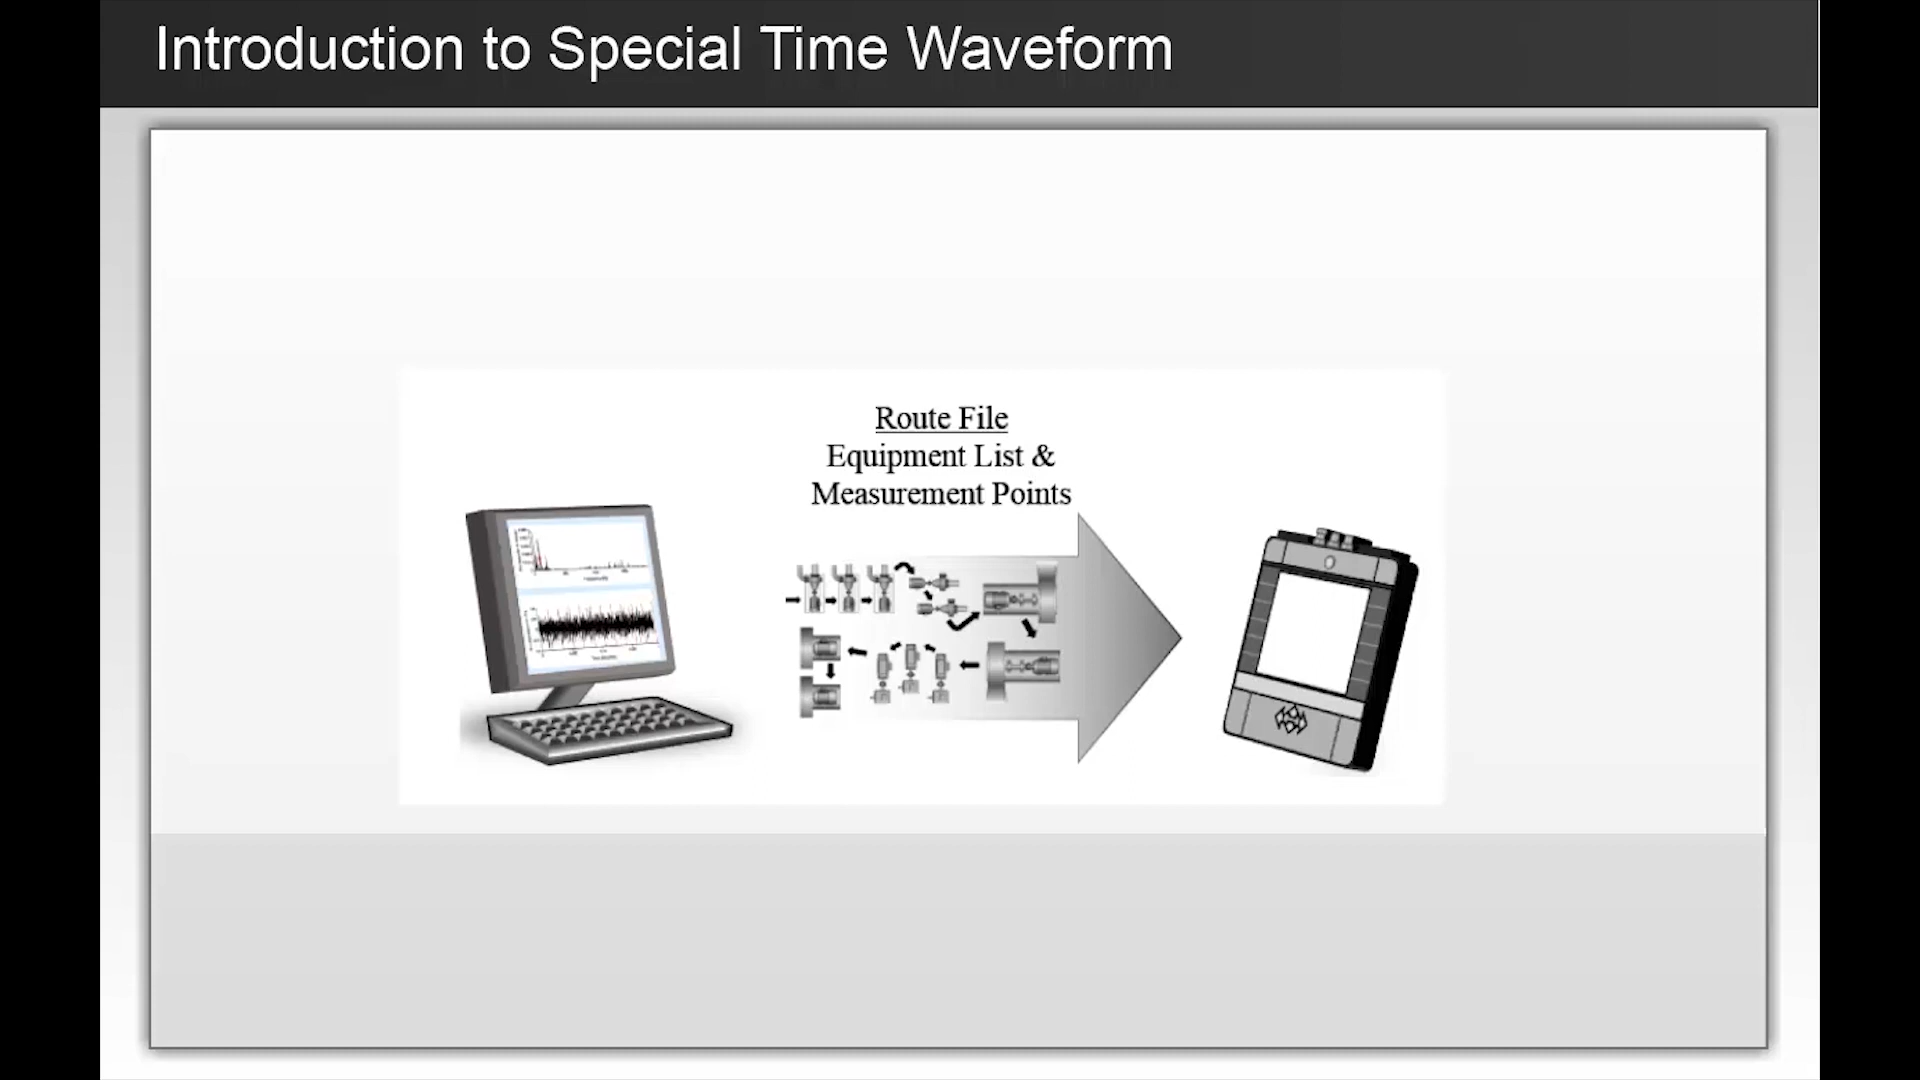 Introduction to Special Time Waveform
Route File
Equipment List &
Measurement Points